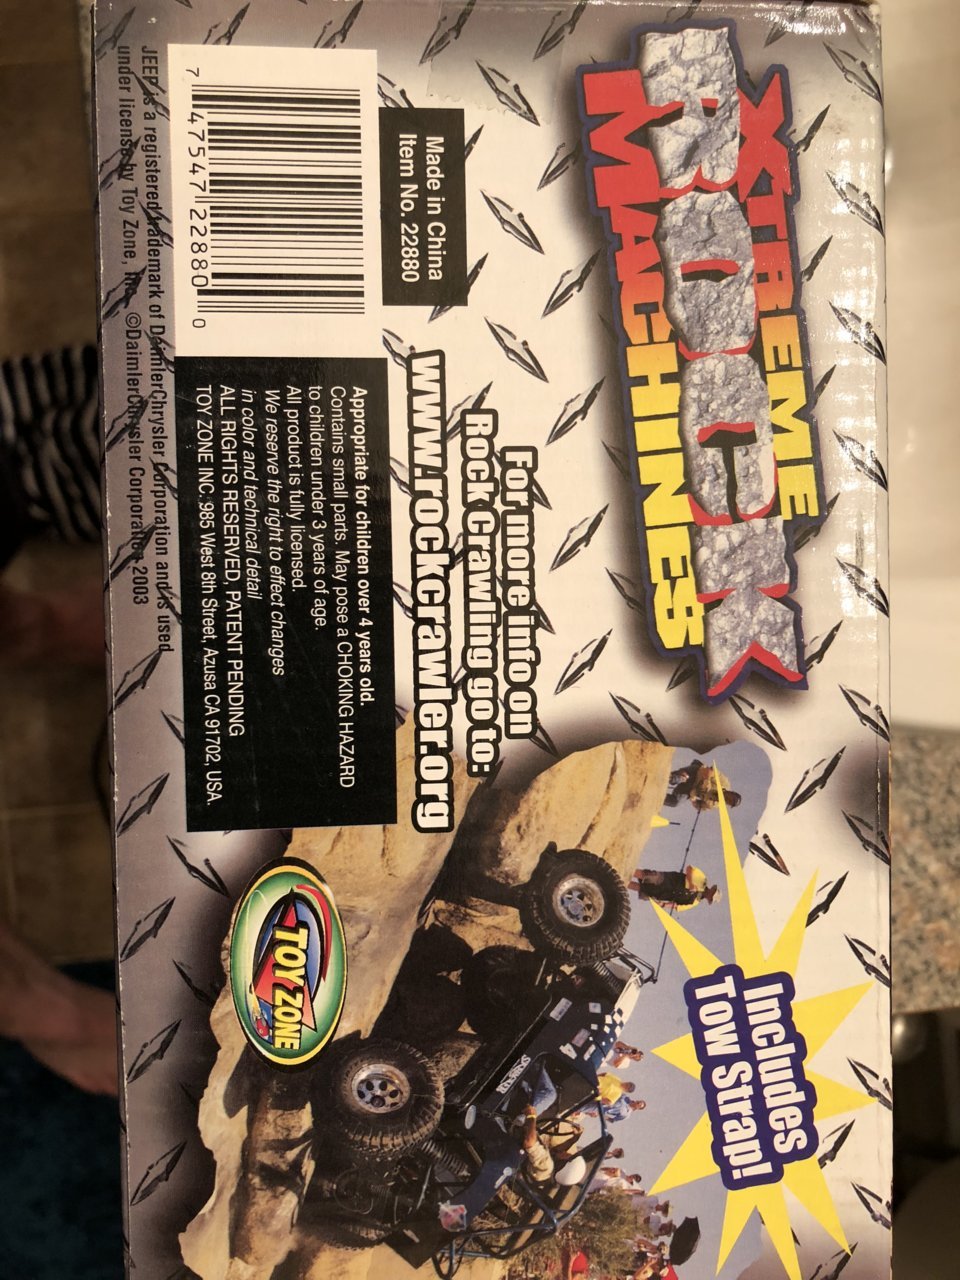 XTREME
ROCK
MACHINES
Includes
Tow Strap!
For more info on
Rock Crawling go to:
www.rockcrawler.org
Made in China
Item No. 22880
7 47547 22880 0
Appropriate for children over 4 years old.
Contains small parts. May pose a CHOKING HAZARD
to children under 3 years of age.
All product is fully licensed.
We reserve the right to effect changes
in color and technical detail
ALL RIGHTS RESERVED, PATENT PENDING
TOY ZONE INC. 985 West 8th Street, Azusa CA 91702, USA.
TOY ZONE
JEEP is a registered trademark of DaimlerChrysler Corporation and is used
under license by Toy Zone, Inc. ©DaimlerChrysler Corporation 2003